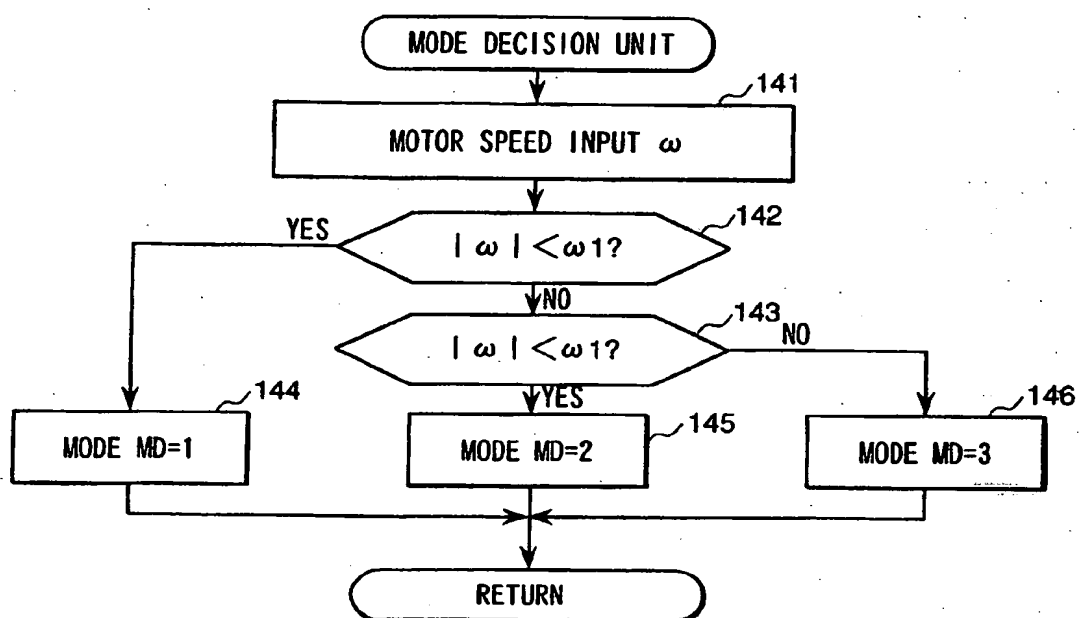 MODE DECISION UNIT
141
MOTOR SPEED INPUT ω
142
YES
| ω | <ω1?
NO
143
| ω | <ω1?
NO
YES
144
MODE MD=1
145
MODE MD=2
146
MODE MD=3
RETURN